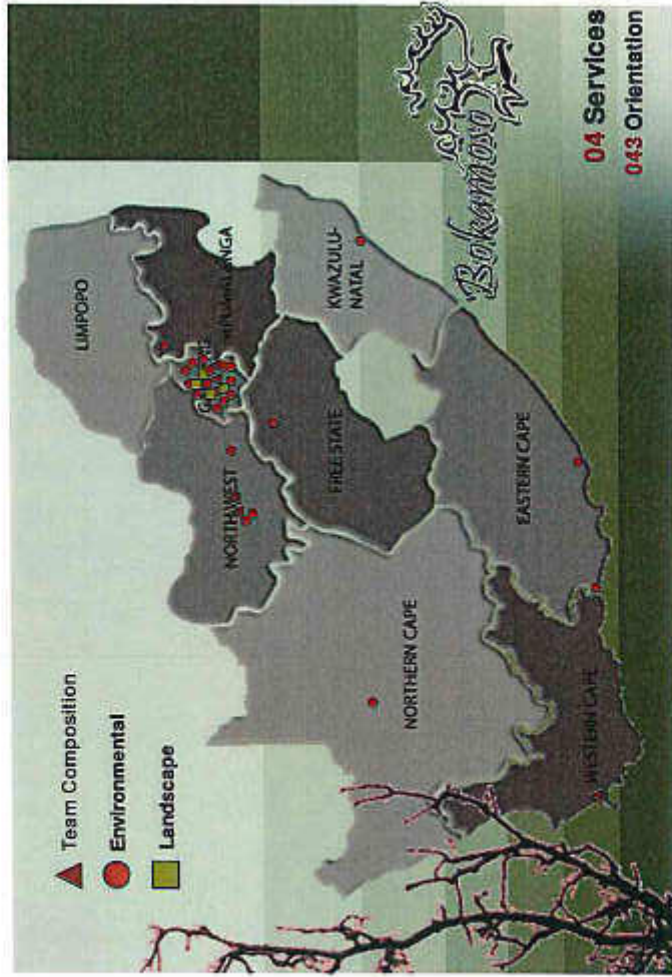 Team Composition
Environmental
Landscape
LIMPOPO
MPUMALANGA
NORTHWEST
FREE STATE
KWAZULU-
NATAL
NORTHERN CAPE
EASTERN CAPE
WESTERN CAPE
Bokamoso
04 Services
043 Orientation